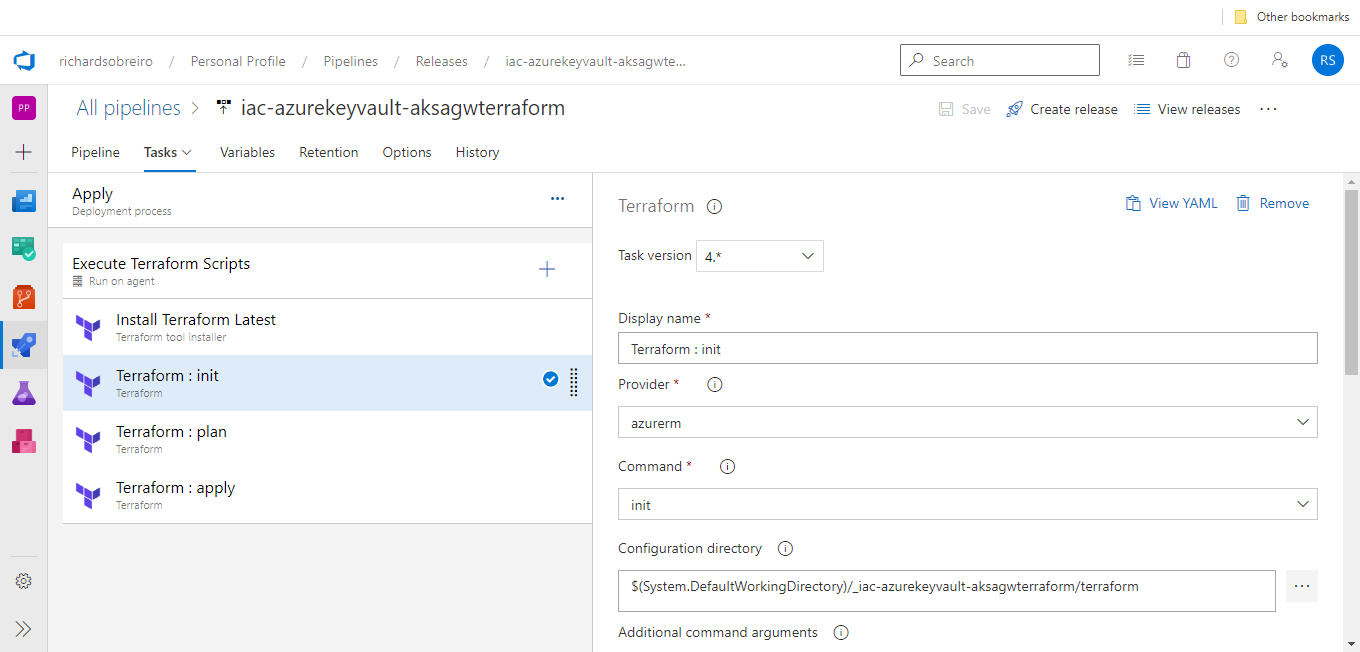 Other bookmarks
richardsobreiro / Personal Profile / Pipelines / Releases / iac-azurekeyvault-aksagwte...
Search
RS
PP
All pipelines > iac-azurekeyvault-aksagwterraform
Save Create release View releases ...
Pipeline Tasks Variables Retention Options History
Apply
Deployment process
...
Execute Terraform Scripts
Run on agent
Install Terraform Latest
Terraform tool installer
Terraform : init
Terraform
Terraform : plan
Terraform
Terraform : apply
Terraform
Terraform
View YAML Remove
Task version 4.*
Display name *
Terraform : init
Provider *
azurerm
Command *
init
Configuration directory
$(System.DefaultWorkingDirectory)/_iac-azurekeyvault-aksagwterraform/terraform
...
Additional command arguments